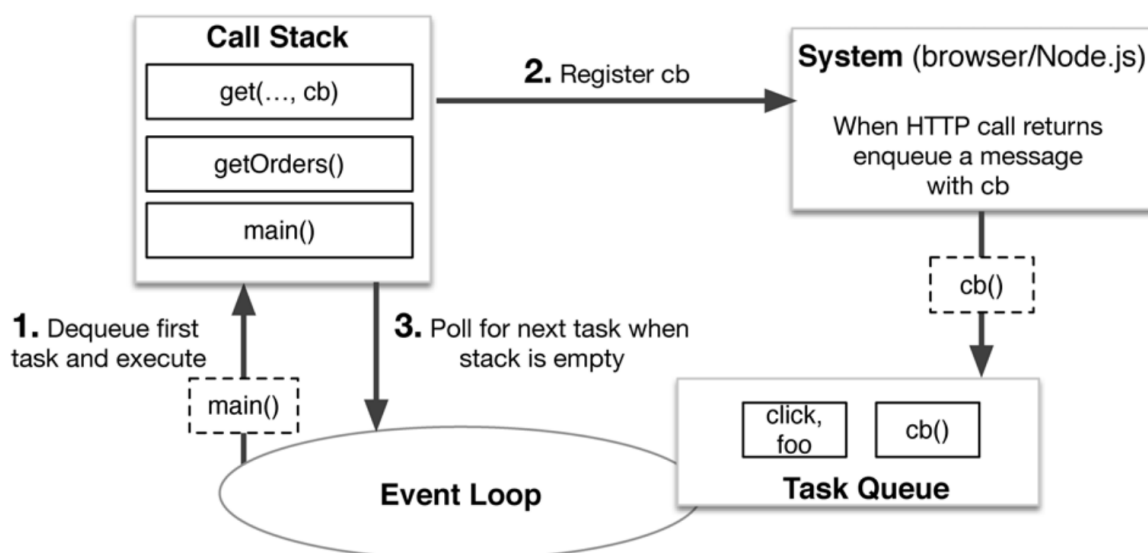 Call Stack
get(..., cb)
getOrders()
main()
2. Register cb
System (browser/Node.js)
When HTTP call returns
enqueue a message
with cb
cb()
1. Dequeue first
task and execute
main()
3. Poll for next task when
stack is empty
click,
foo
cb()
Task Queue
Event Loop